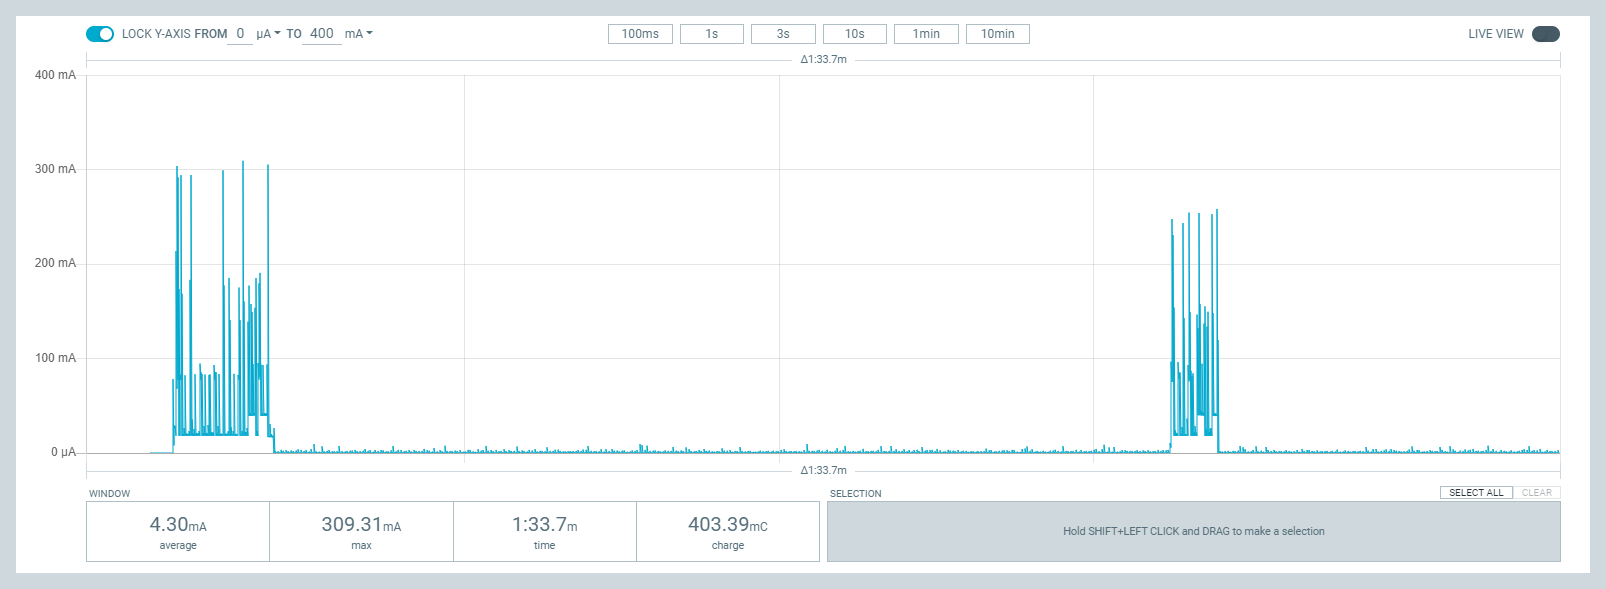 LOCK Y-AXIS FROM 0 µA TO 400 mA 100ms 1s 3s 10s 1min 10min LIVE VIEW
Δ1:33.7m
400 mA
300 mA
200 mA
100 mA
0 µA
Δ1:33.7m
WINDOW SELECTION SELECT ALL CLEAR
4.30mA 309.31mA 1:33.7m 403.39mC
average max time charge
Hold SHIFT+LEFT CLICK and DRAG to make a selection